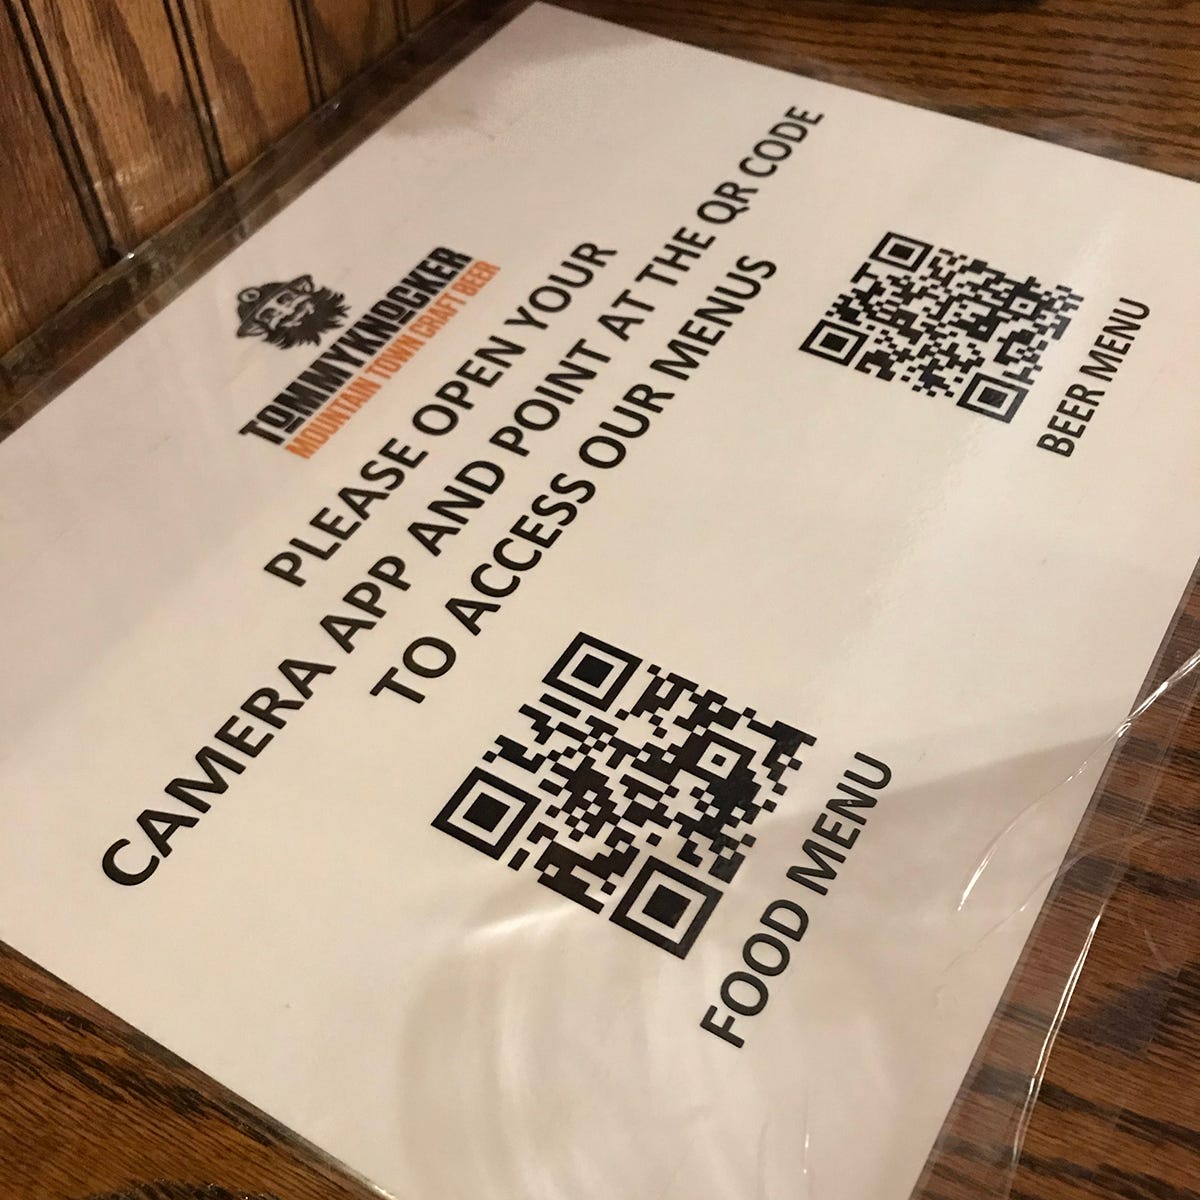 TOMMYKNOCKER
MOUNTAIN TOWN CRAFT BEER
PLEASE OPEN YOUR
CAMERA APP AND POINT AT THE QR CODE
TO ACCESS OUR MENUS
FOOD MENU
BEER MENU